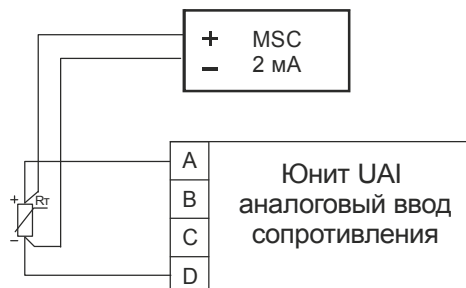 + MSC
− 2 мА
A
B
C
D
Юнит UAI
аналоговый ввод
сопротивления
+
Rт
−